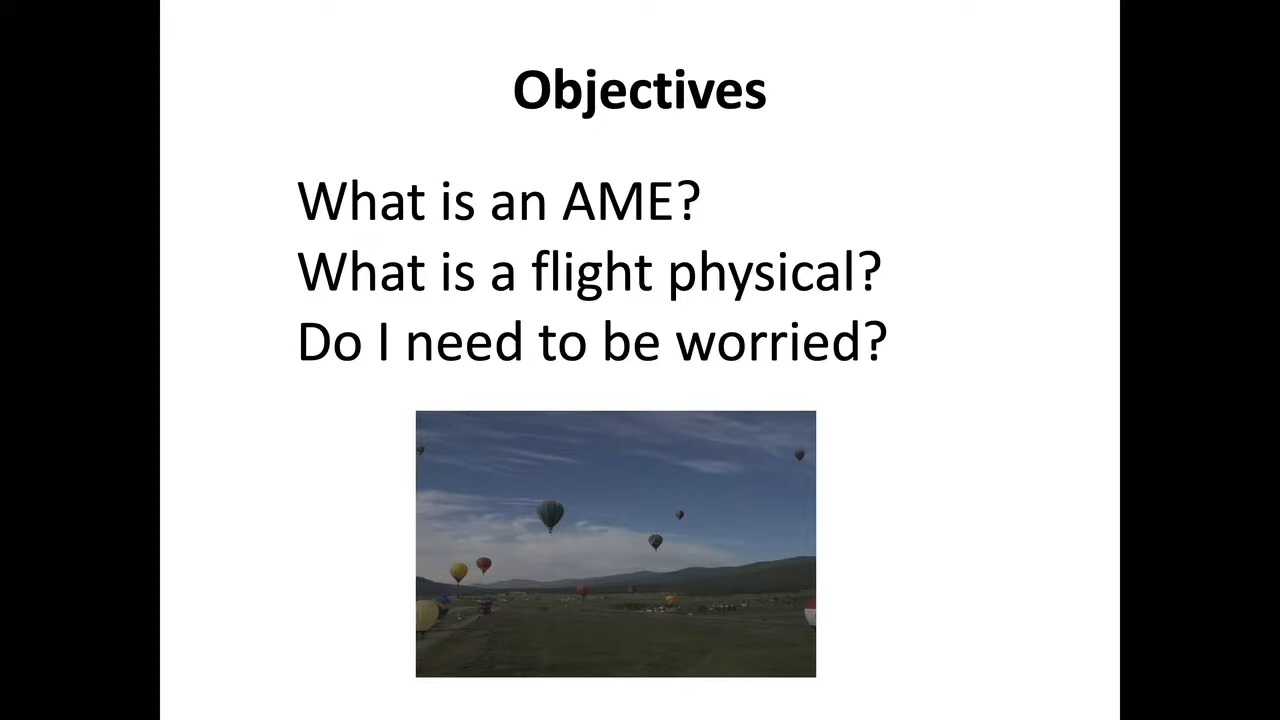 Objectives
What is an AME?
What is a flight physical?
Do I need to be worried?